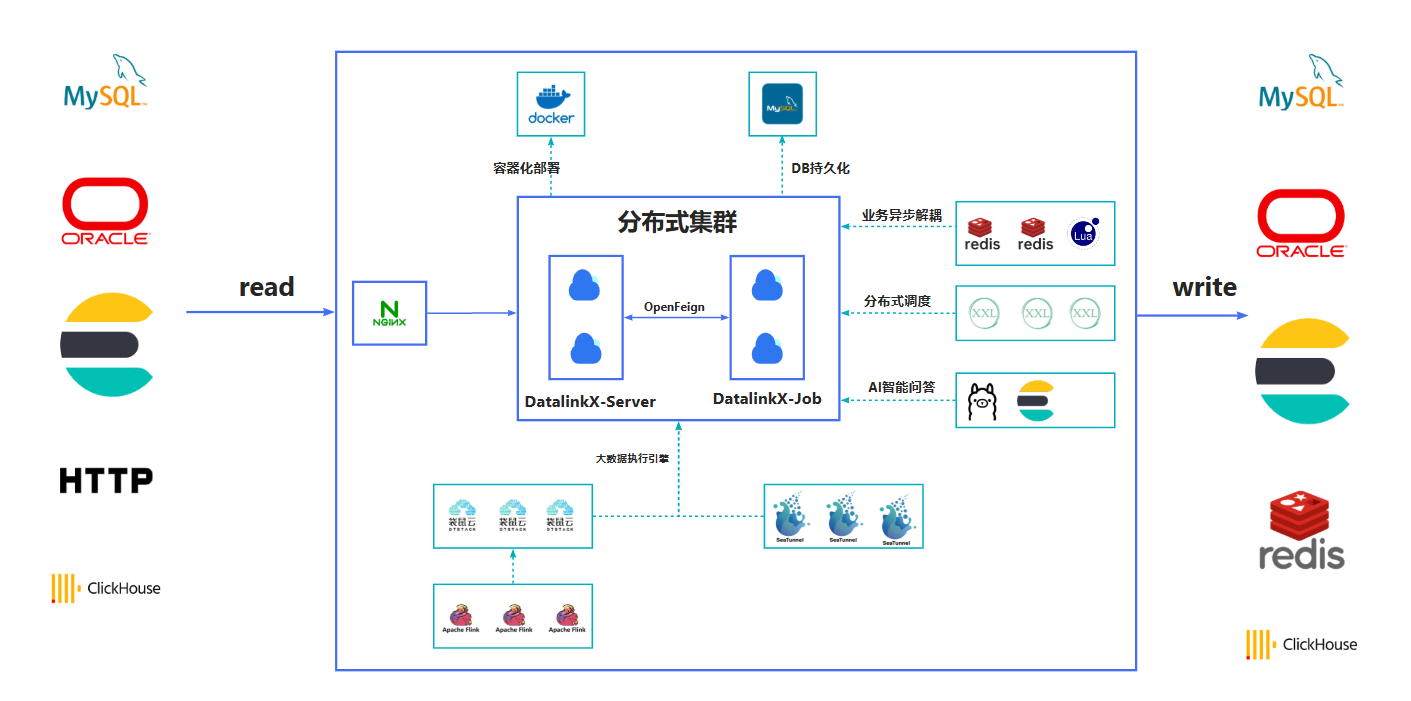 MySQL™
ORACLE
HTTP
ClickHouse
read
NGiNX
docker
容器化部署
MySQL
DB持久化
分布式集群
OpenFeign
DatalinkX-Server
DatalinkX-Job
业务异步解耦
redis
redis
Lua
分布式调度
XXL
XXL
XXL
AI智能问答
大数据执行引擎
袋鼠云
DTSTACK
袋鼠云
DTSTACK
袋鼠云
DTSTACK
SeaTunnel
SeaTunnel
SeaTunnel
Apache Flink
Apache Flink
Apache Flink
write
MySQL™
ORACLE
redis
ClickHouse